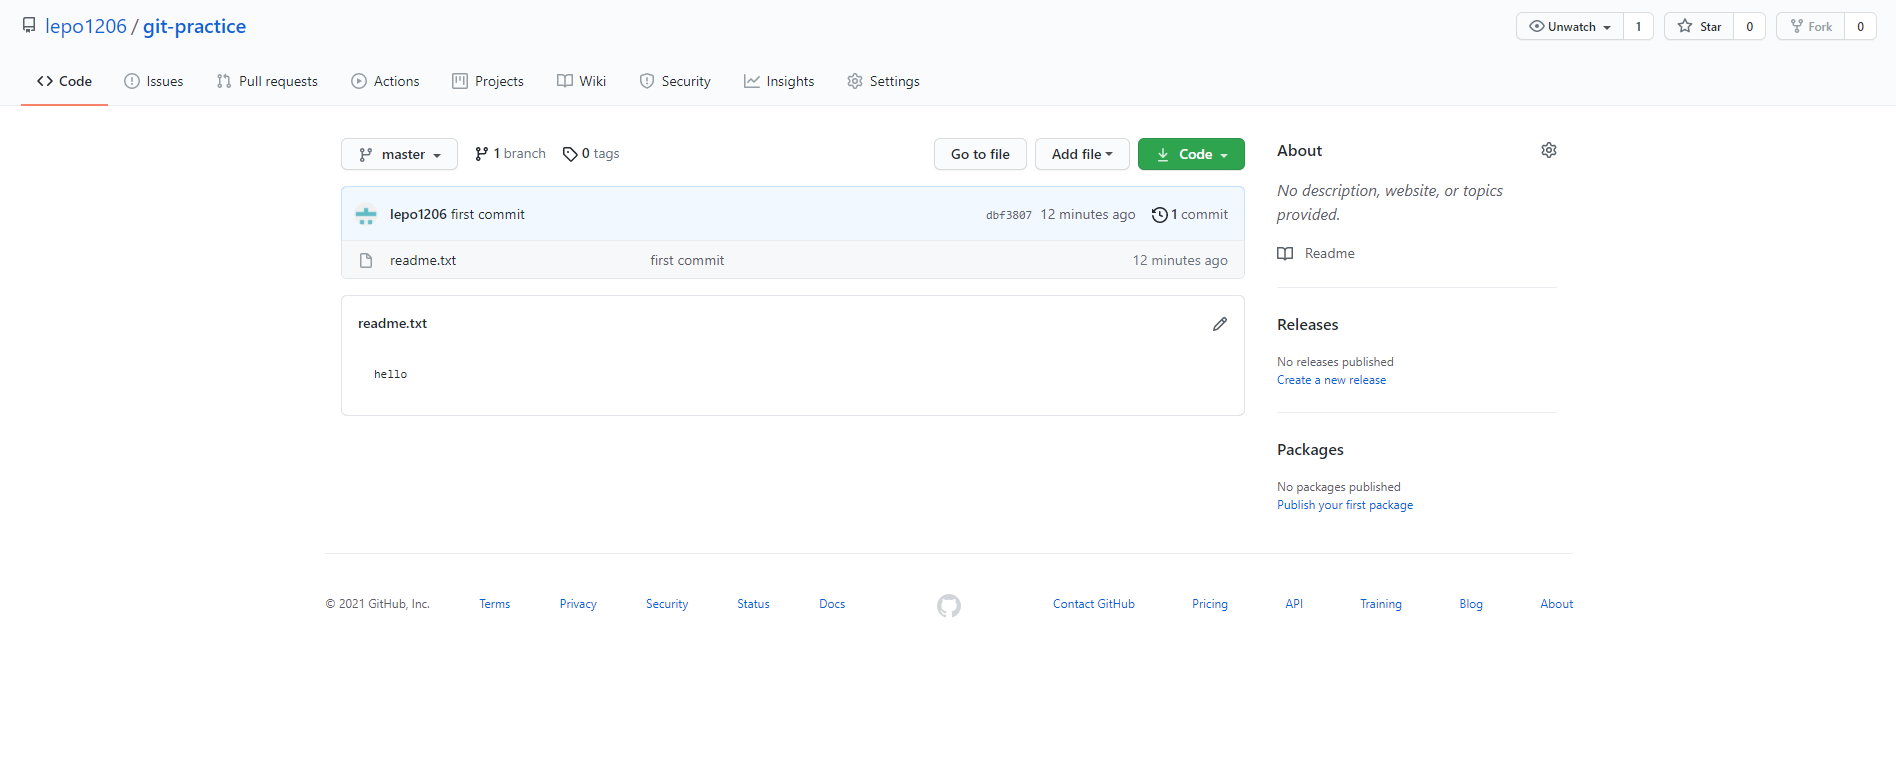 lepo1206 / git-practice
Unwatch 1 Star 0 Fork 0
Code Issues Pull requests Actions Projects Wiki Security Insights Settings
master 1 branch 0 tags Go to file Add file Code
lepo1206 first commit dbf3807 12 minutes ago 1 commit
readme.txt first commit 12 minutes ago
readme.txt
hello
About
No description, website, or topics
provided.
Readme
Releases
No releases published
Create a new release
Packages
No packages published
Publish your first package
© 2021 GitHub, Inc. Terms Privacy Security Status Docs Contact GitHub Pricing API Training Blog About